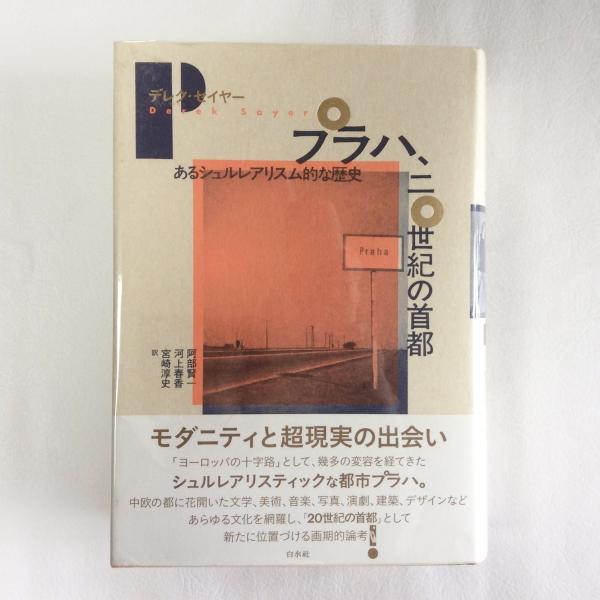 P
デレク・セイヤー
Derek Sayer
プラハ、二〇世紀の首都
あるシュルレアリスム的な歴史
Praha
阿部賢一
河上春香
宮崎淳史
訳
モダニティと超現実の出会い
「ヨーロッパの十字路」として、幾多の変容を経てきた
シュルレアリスティックな都市プラハ。
中欧の都に花開いた文学、美術、音楽、写真、演劇、建築、デザインなど
あらゆる文化を網羅し、「20世紀の首都」として
新たに位置づける画期的論考!
白水社